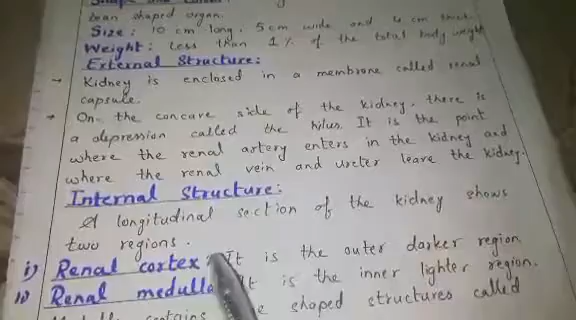 bean shaped organ.
Size: 10 cm long, 5 cm wide and 4 cm thick.
Weight: Less than 1% of the total body weight
External Structure:
→ Kidney is enclosed in a membrane called renal
capsule.
→ On the concave side of the kidney, there is
a depression called the hilus. It is the point
where the renal artery enters in the kidney and
where the renal vein and ureter leave the kidney.
Internal Structure:
A longitudinal section of the kidney shows
two regions.
i) Renal cortex: It is the outer darker region
ii) Renal medulla It is the inner lighter region.
Medulla contains shaped structures called